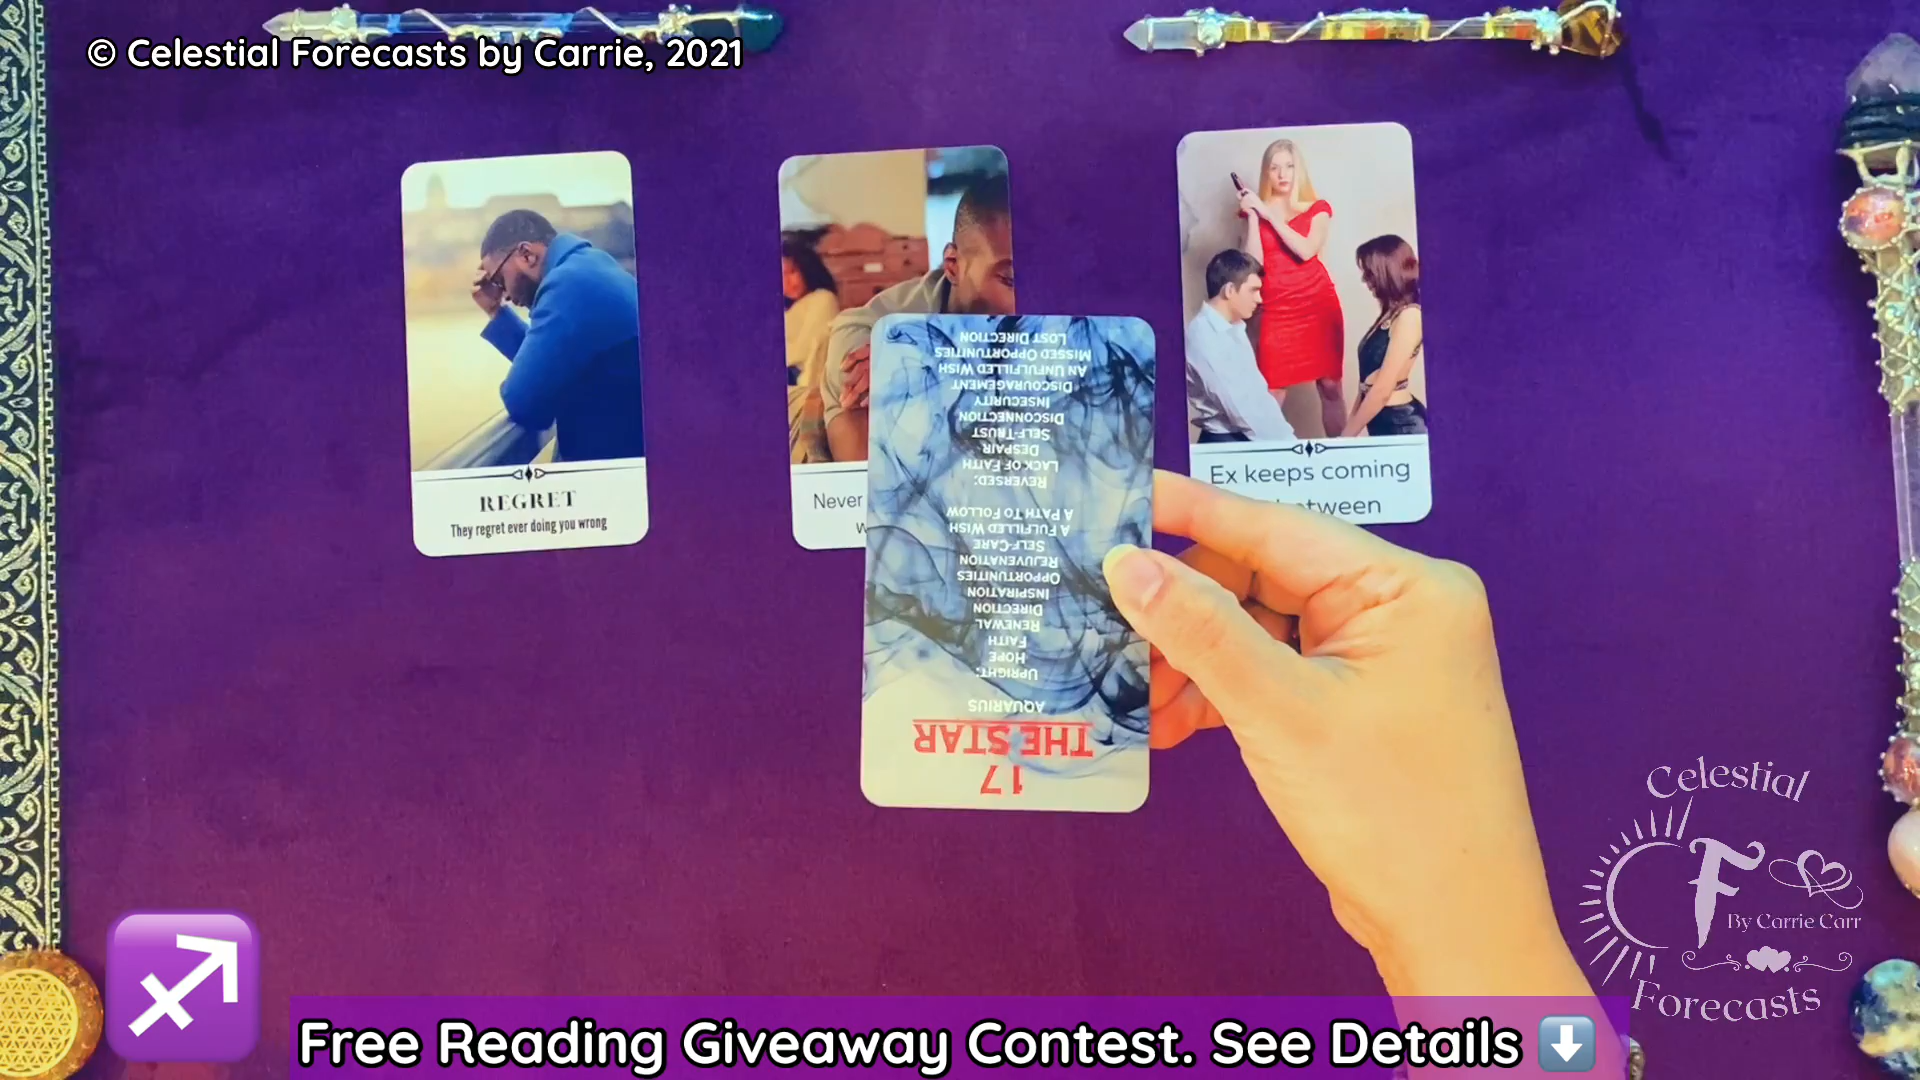 © Celestial Forecasts by Carrie, 2021
REGRET
They regret ever doing you wrong
Never
Ex keeps coming
17
THE STAR
AQUARIUS
UPRIGHT:
HOPE
FAITH
RENEWAL
DIRECTION
INSPIRATION
OPPORTUNITIES
REJUVENATION
SELF-CARE
A FULFILLED WISH
A PATH TO FOLLOW
REVERSED:
LACK OF FAITH
DESPAIR
SELF-TRUST
DISCONNECTION
INSECURITY
DISCOURAGEMENT
AN UNFULFILLED WISH
MISSED OPPORTUNITIES
LOST DIRECTION
Celestial
F
By Carrie Carr
Forecasts
Free Reading Giveaway Contest. See Details